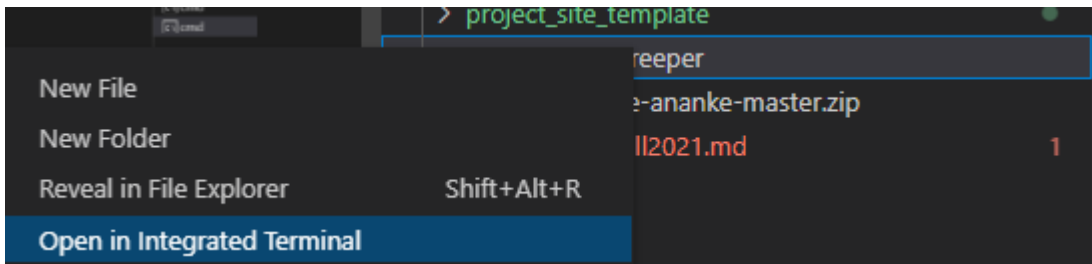 project_site_template
reeper
New File
e-ananke-master.zip
New Folder
ll2021.md 1
Reveal in File Explorer Shift+Alt+R
Open in Integrated Terminal